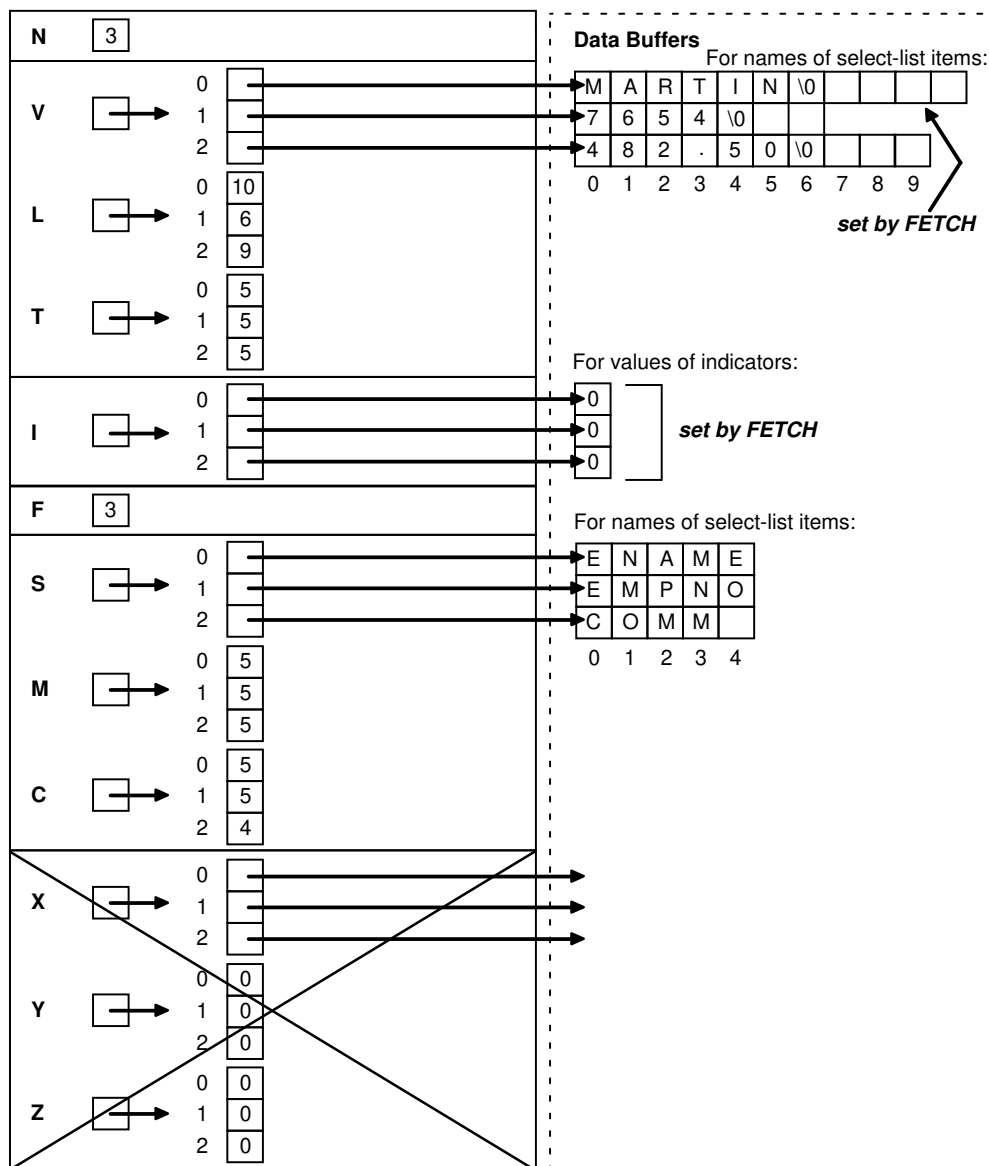 N 3
Data Buffers
For names of select-list items:
V
0
1
2
M A R T I N \0
7 6 5 4 \0
4 8 2 . 5 0 \0
0 1 2 3 4 5 6 7 8 9
set by FETCH
L
0 10
1 6
2 9
T
0 5
1 5
2 5
For values of indicators:
I
0
1
2
0
0
0
set by FETCH
F 3
For names of select-list items:
S
0
1
2
E N A M E
E M P N O
C O M M
0 1 2 3 4
M
0 5
1 5
2 5
C
0 5
1 5
2 4
X
0
1
2
Y
0 0
1 0
2 0
Z
0 0
1 0
2 0